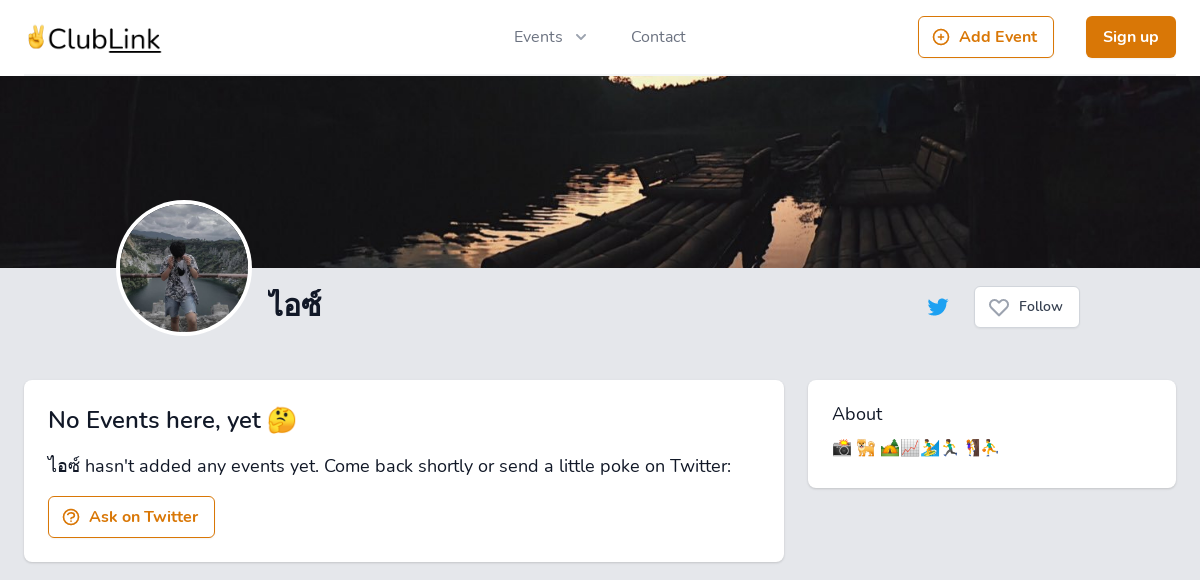 ✌ClubLink
Events
Contact
Add Event
Sign up
ไอซ์
Follow
No Events here, yet 🤔
ไอซ์ hasn't added any events yet. Come back shortly or send a little poke on Twitter:
Ask on Twitter
About